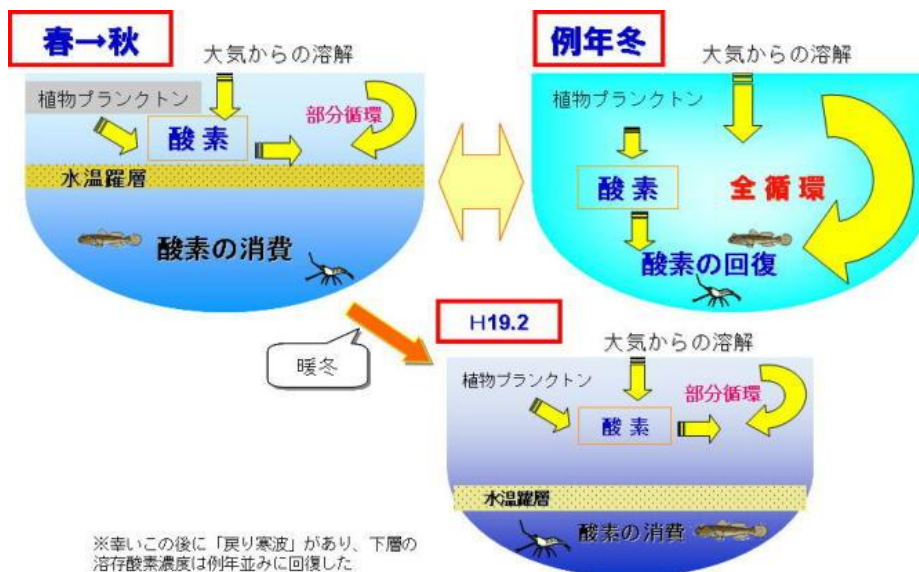 春→秋
大気からの溶解
植物プランクトン
酸素
部分循環
水温躍層
酸素の消費
例年冬
大気からの溶解
植物プランクトン
酸素
全循環
酸素の回復
暖冬
H19.2
大気からの溶解
植物プランクトン
酸素
部分循環
水温躍層
酸素の消費
※幸いこの後に「戻り寒波」があり、下層の
溶存酸素濃度は例年並みに回復した